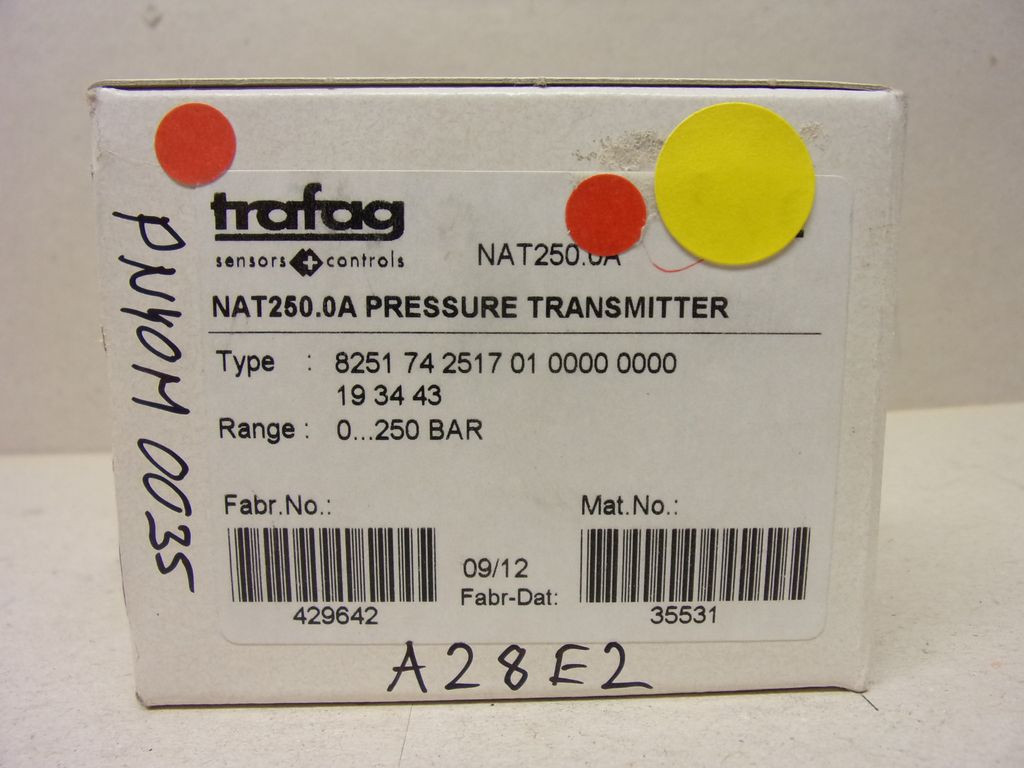 trafag
sensors controls
NAT250.0A
NAT250.0A PRESSURE TRANSMITTER
Type : 8251 74 2517 01 0000 0000
19 34 43
Range : 0...250 BAR
Fabr.No.: Mat.No.:
09/12
Fabr-Dat:
429642 35531
A28E2
PN40M 0035